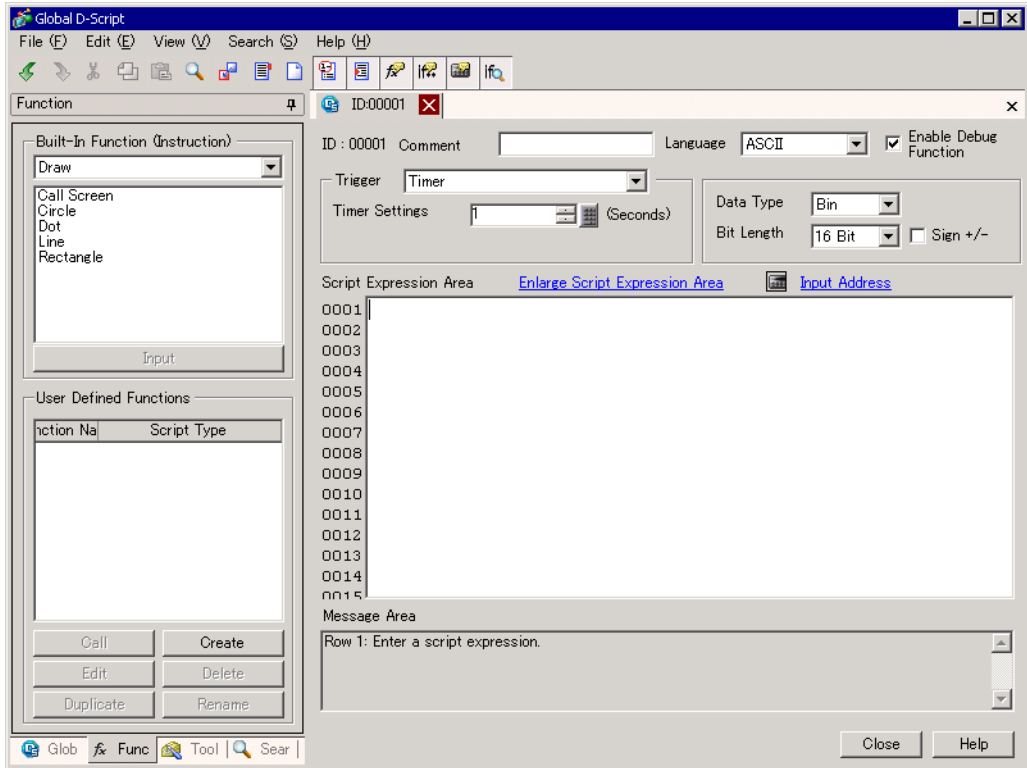 Global D-Script
File (F) Edit (E) View (V) Search (S) Help (H)
Function
ID:00001
Built-In Function (Instruction)
Draw
Call Screen
Circle
Dot
Line
Rectangle
Input
User Defined Functions
nction Na Script Type
Call Create
Edit Delete
Duplicate Rename
Glob fx Func Tool Sear
ID : 00001 Comment Language ASCII Enable Debug
Function
Trigger Timer
Timer Settings 1 (Seconds)
Data Type Bin
Bit Length 16 Bit Sign +/-
Script Expression Area Enlarge Script Expression Area Input Address
0001
0002
0003
0004
0005
0006
0007
0008
0009
0010
0011
0012
0013
0014
0015
Message Area
Row 1: Enter a script expression.
Close Help